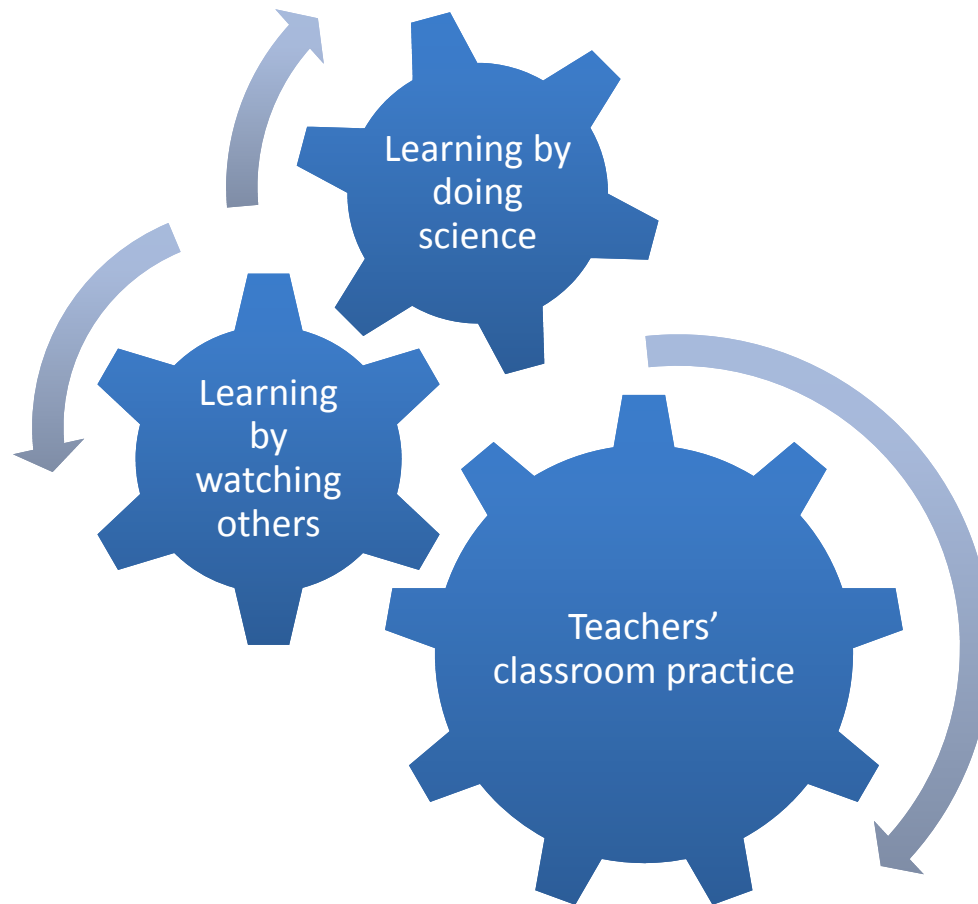 Learning by
doing
science
Learning
by
watching
others
Teachers’
classroom practice